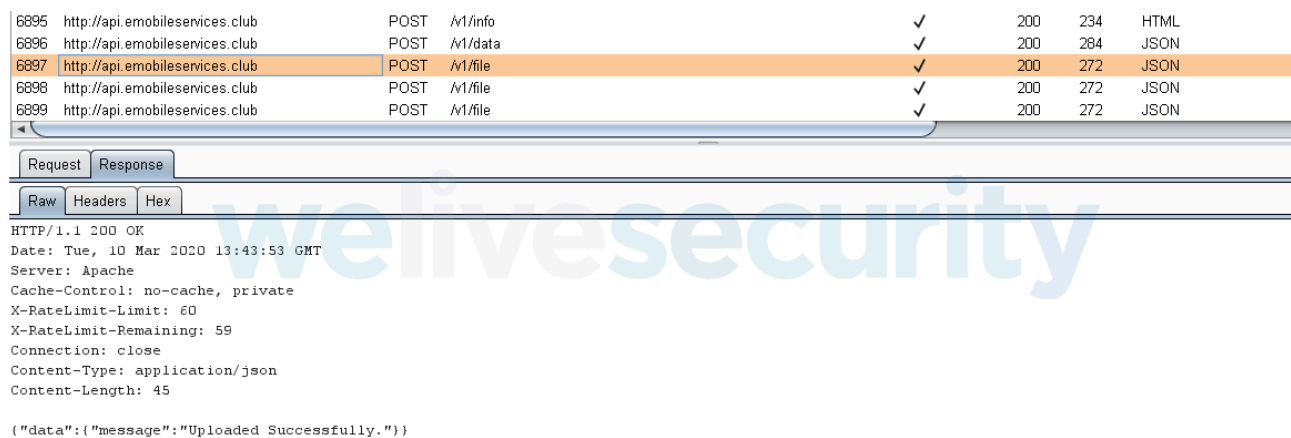 6895 http://api.emobileservices.club POST /v1/info ✓ 200 234 HTML
6896 http://api.emobileservices.club POST /v1/data ✓ 200 284 JSON
6897 http://api.emobileservices.club POST /v1/file ✓ 200 272 JSON
6898 http://api.emobileservices.club POST /v1/file ✓ 200 272 JSON
6899 http://api.emobileservices.club POST /v1/file ✓ 200 272 JSON
Request Response
Raw Headers Hex
welivesecurity
HTTP/1.1 200 OK
Date: Tue, 10 Mar 2020 13:43:53 GMT
Server: Apache
Cache-Control: no-cache, private
X-RateLimit-Limit: 60
X-RateLimit-Remaining: 59
Connection: close
Content-Type: application/json
Content-Length: 45
{"data":{"message":"Uploaded Successfully."}}